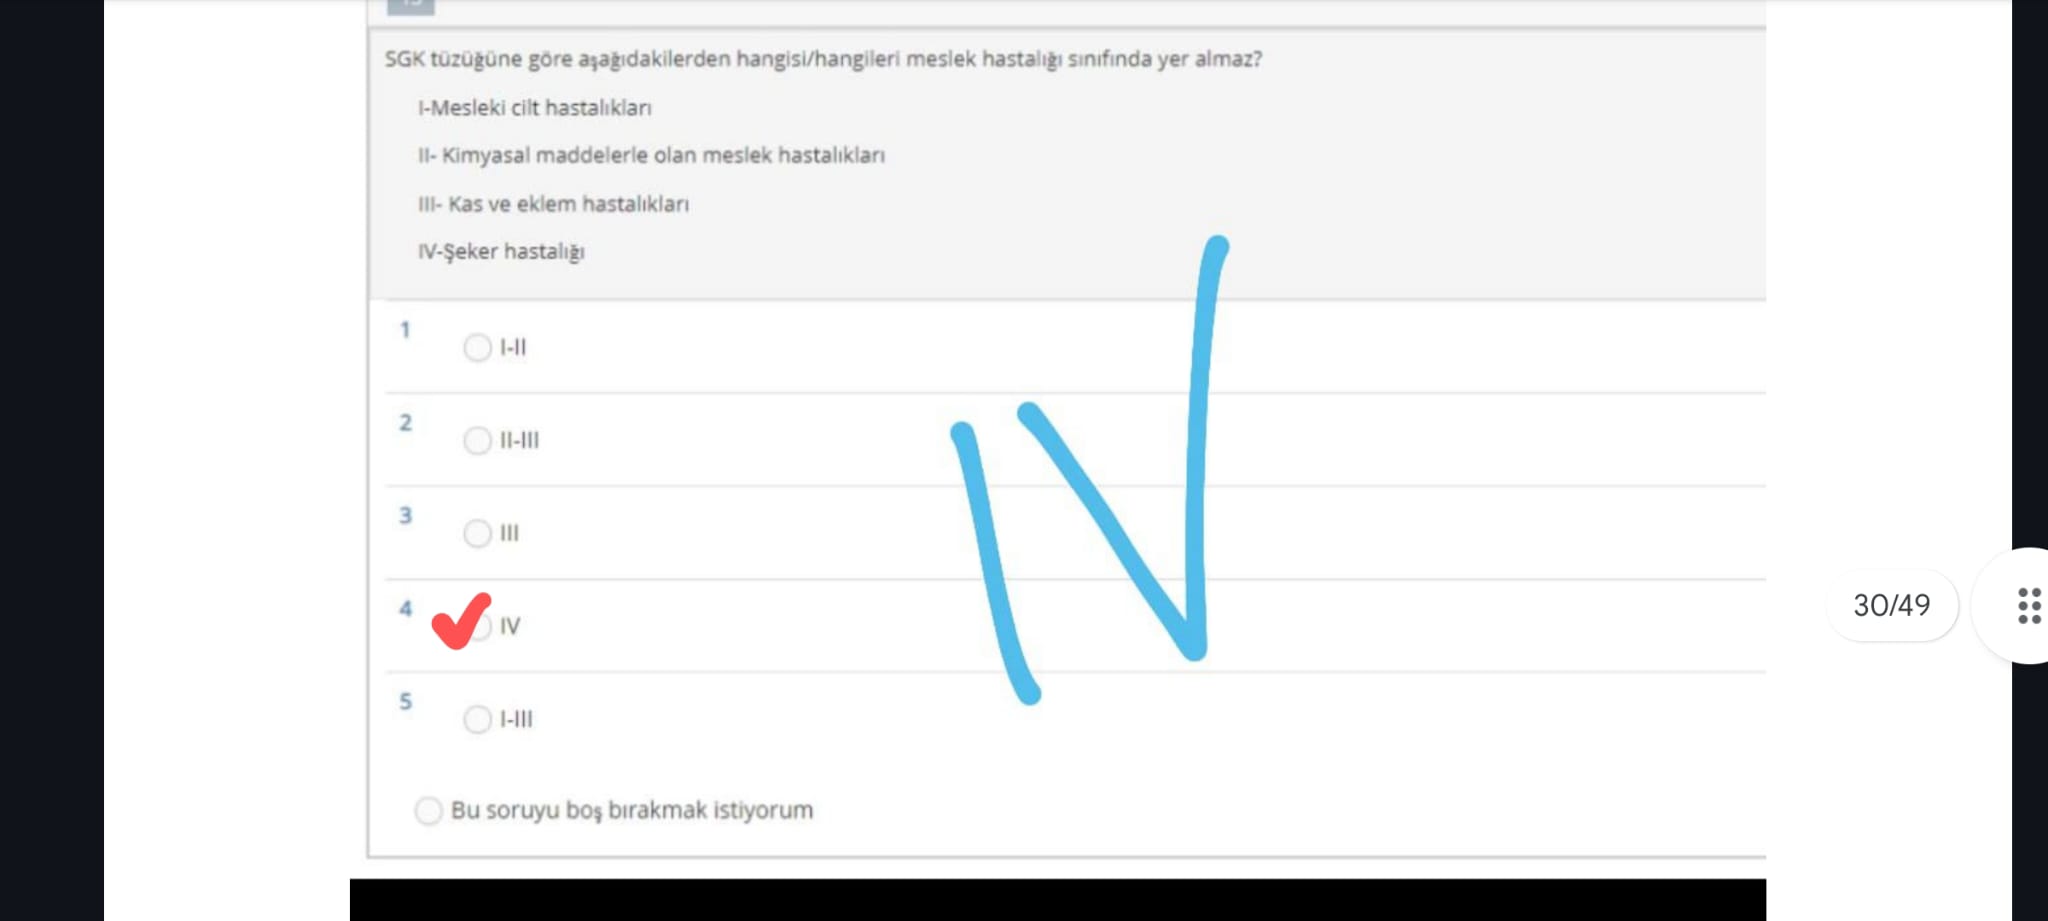 SGK tüzüğüne göre aşağıdakilerden hangisi/hangileri meslek hastalığı sınıfında yer almaz?
I-Mesleki cilt hastalıkları
II- Kimyasal maddelerle olan meslek hastalıkları
III- Kas ve eklem hastalıkları
IV-Şeker hastalığı
1 I-II
2 II-III
3 III
4 IV
5 I-III
Bu soruyu boş bırakmak istiyorum
IV
30/49